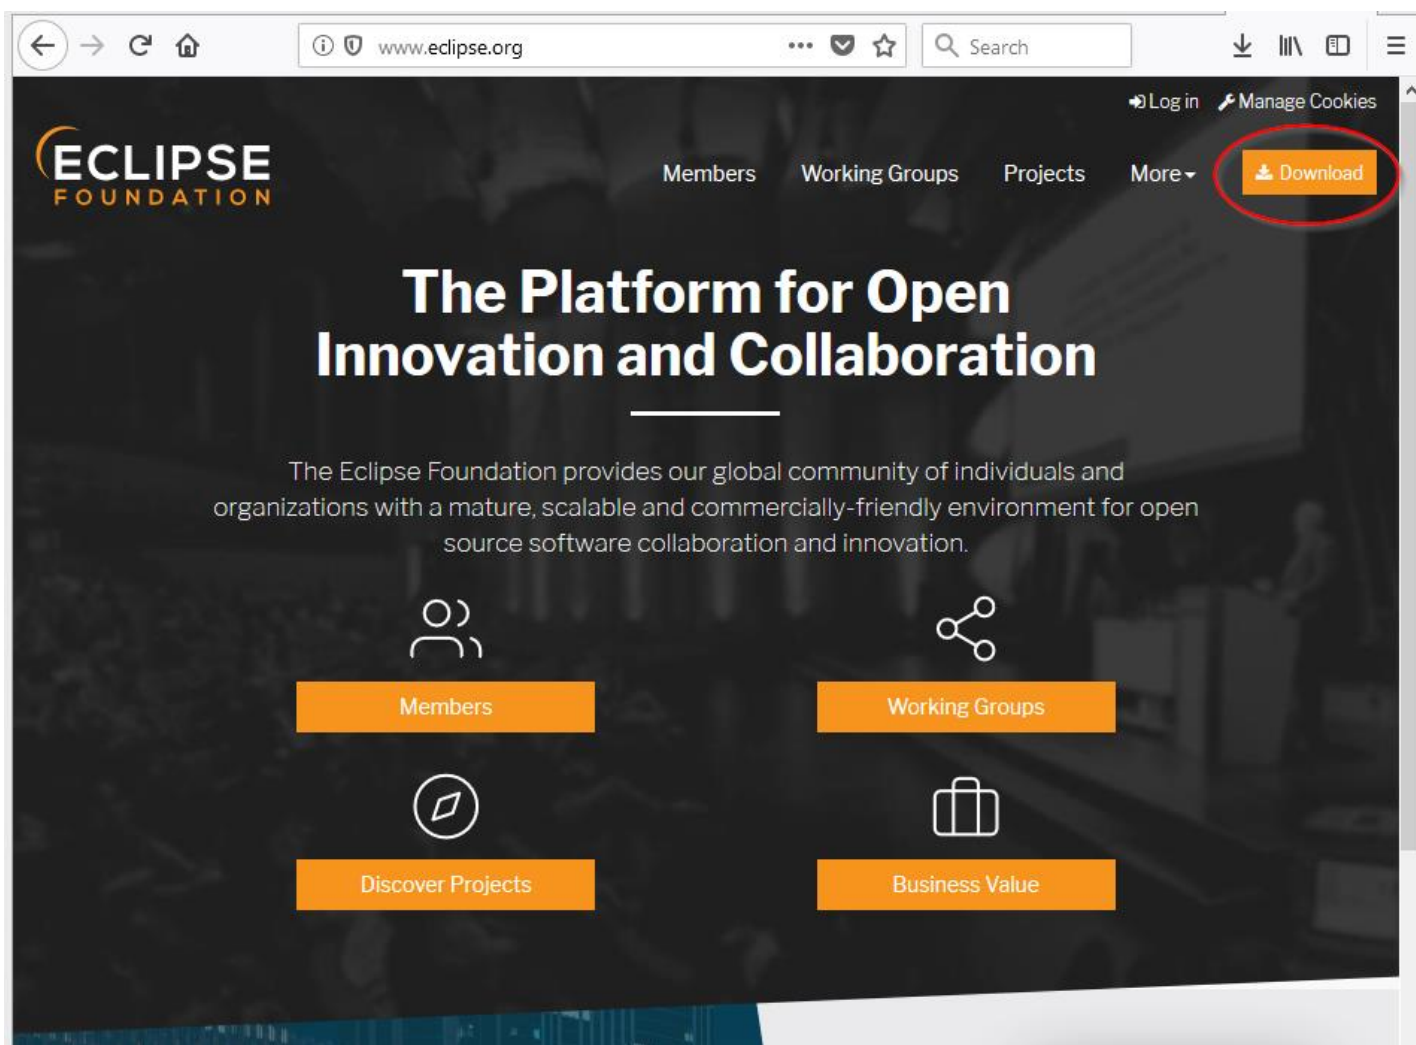 www.eclipse.org
Search
Log in Manage Cookies
ECLIPSE
FOUNDATION
Members Working Groups Projects More Download
The Platform for Open
Innovation and Collaboration
The Eclipse Foundation provides our global community of individuals and
organizations with a mature, scalable and commercially-friendly environment for open
source software collaboration and innovation.
Members Working Groups
Discover Projects Business Value